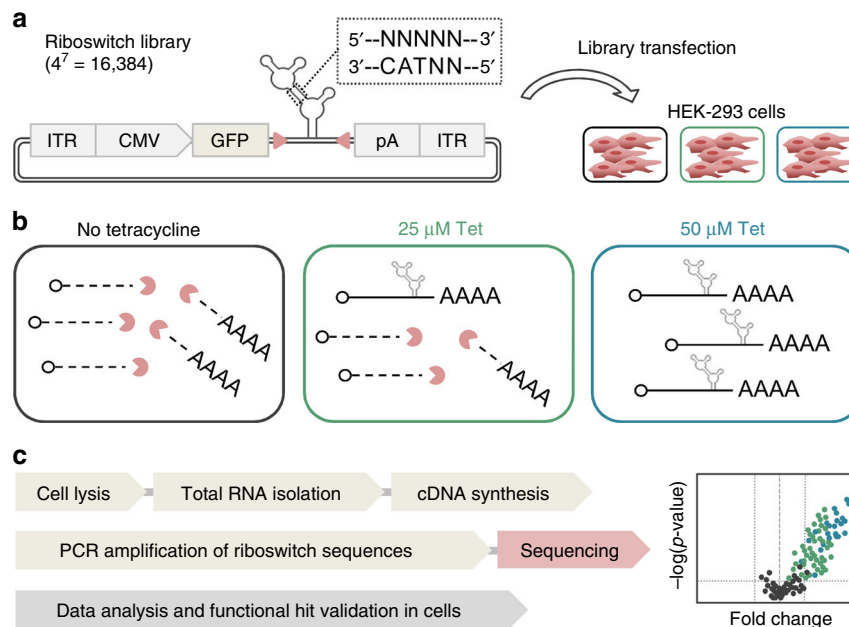 a
Riboswitch library
(4⁷ = 16,384)
5′--NNNNN--3′
3′--CATNN--5′
Library transfection
HEK-293 cells
ITR CMV GFP pA ITR
b
No tetracycline
25 μM Tet
50 μM Tet
AAAA
AAAA
AAAA
AAAA
AAAA
AAAA
AAAA
c
Cell lysis
Total RNA isolation
cDNA synthesis
PCR amplification of riboswitch sequences
Sequencing
Data analysis and functional hit validation in cells
–log(p-value)
Fold change